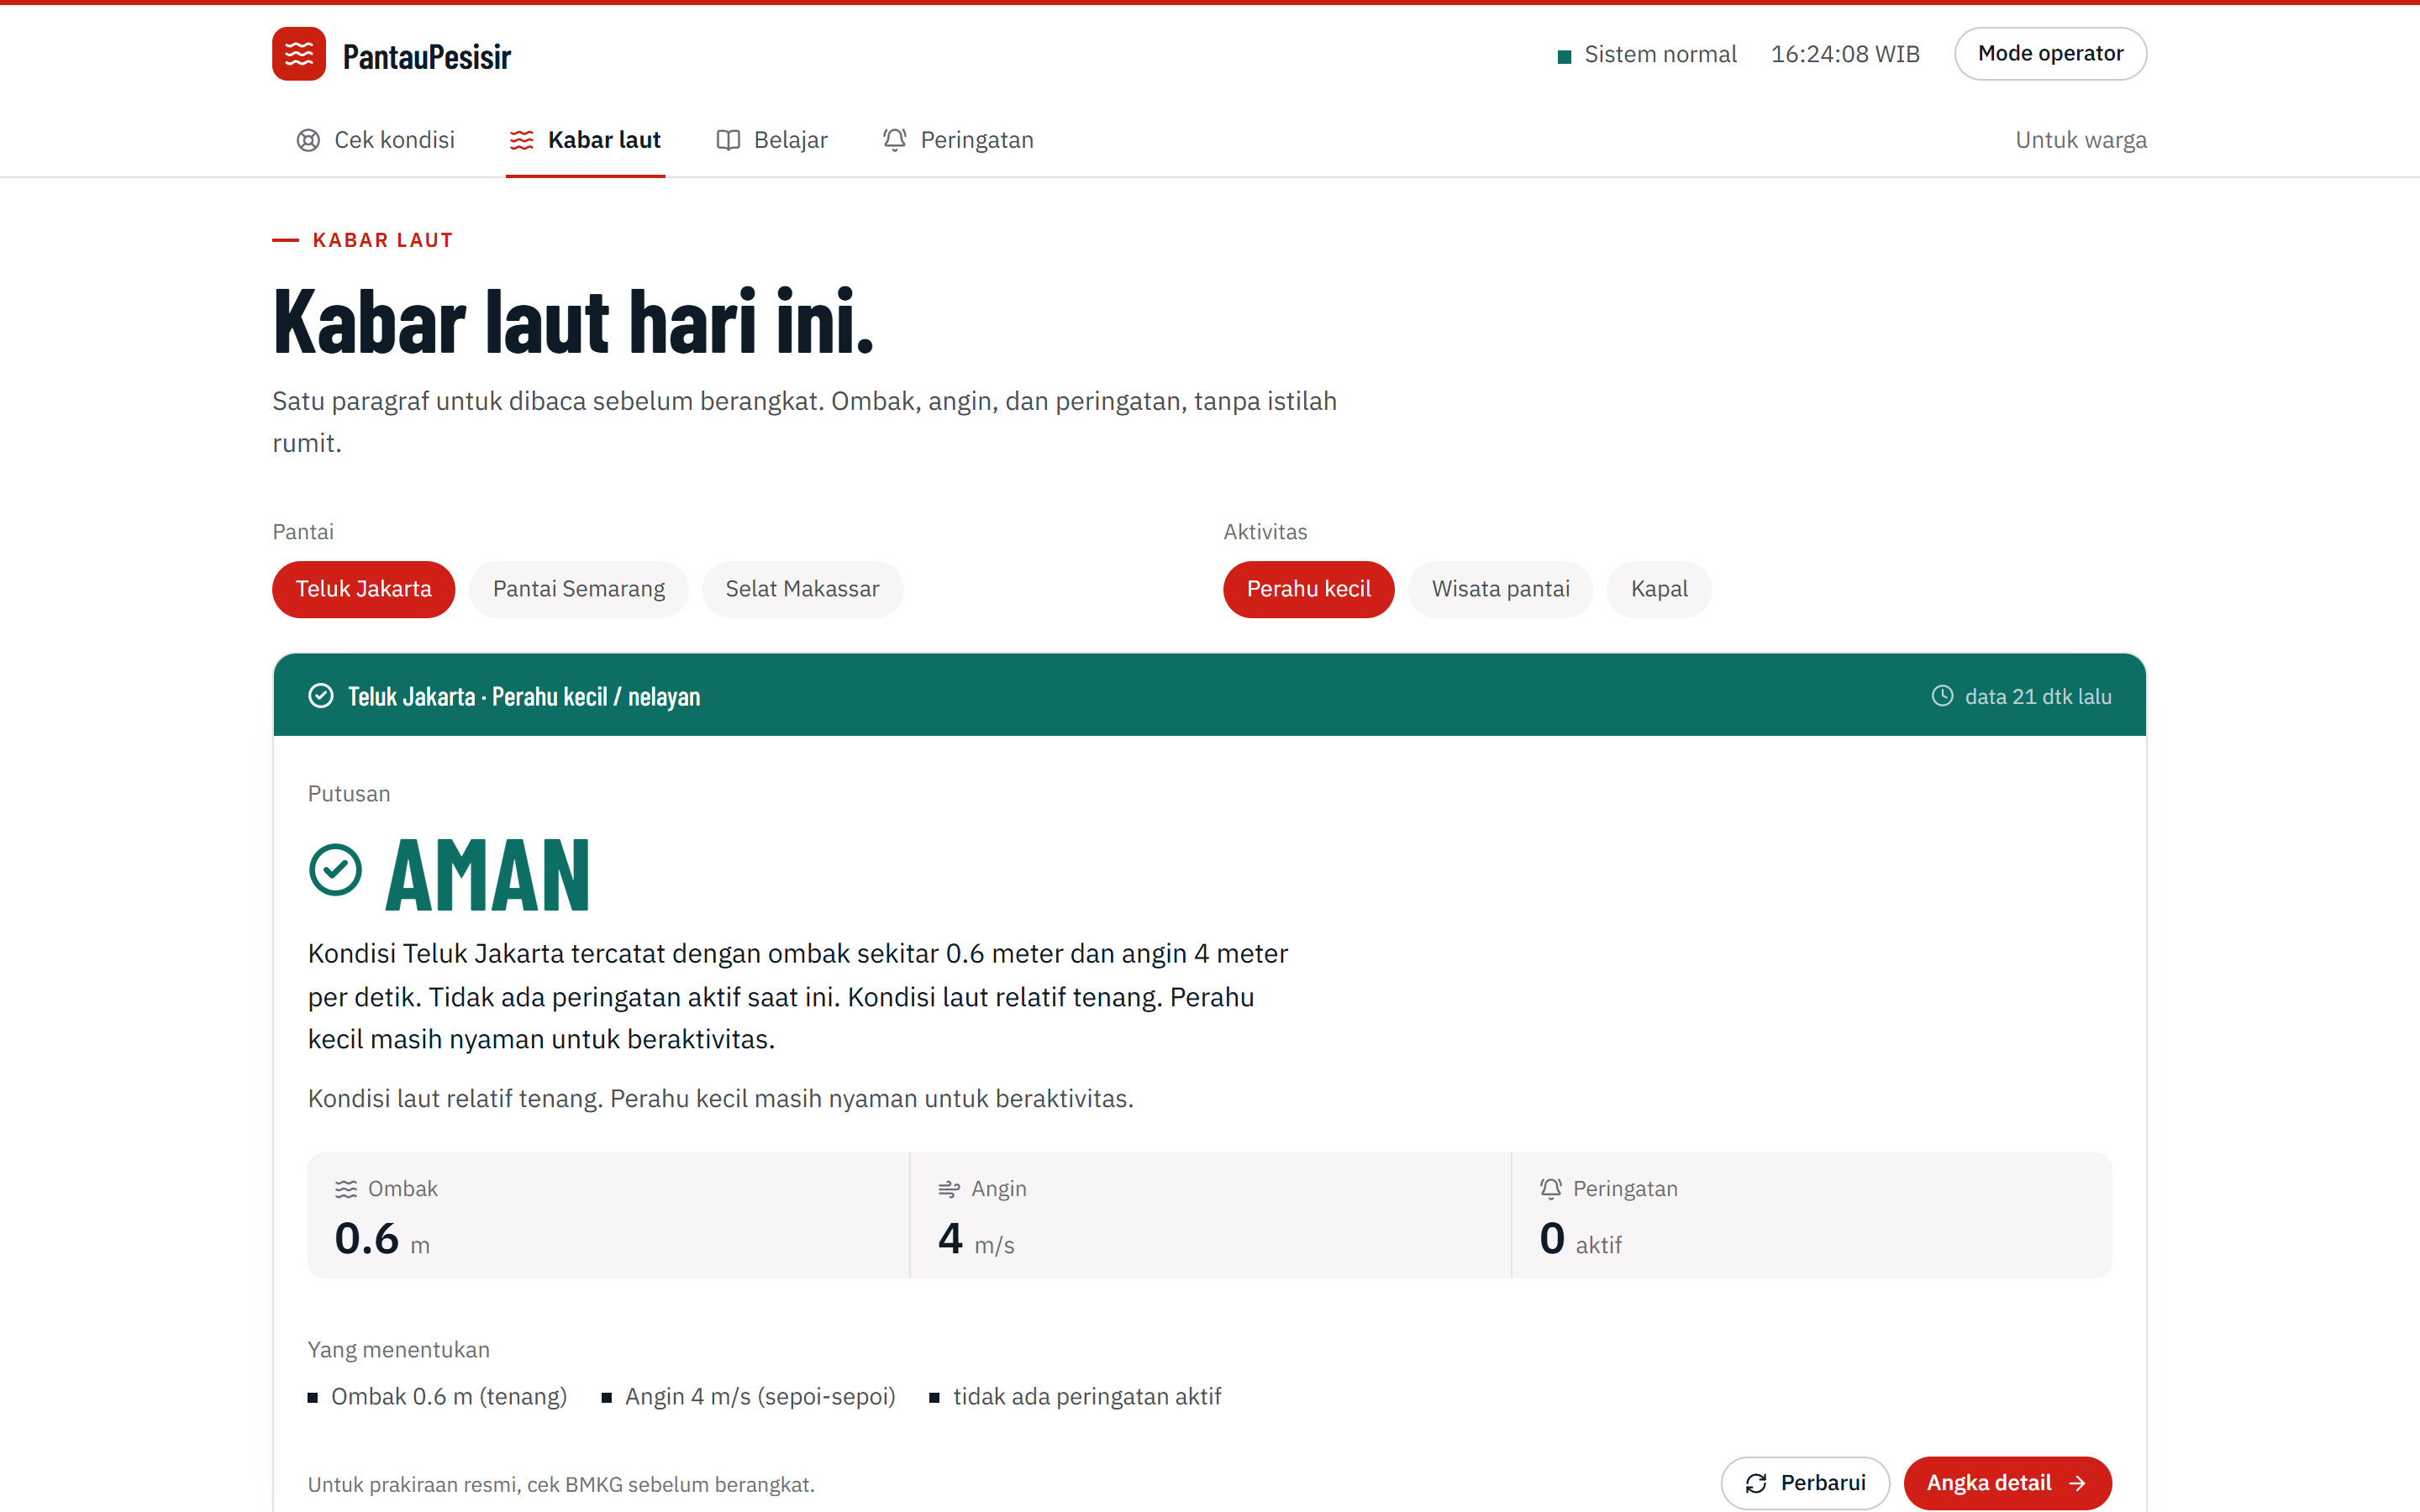 PantauPesisir
Sistem normal
16:24:08 WIB
Mode operator
Cek kondisi
Kabar laut
Belajar
Peringatan
Untuk warga
KABAR LAUT
Kabar laut hari ini.
Satu paragraf untuk dibaca sebelum berangkat. Ombak, angin, dan peringatan, tanpa istilah
rumit.
Pantai
Teluk Jakarta
Pantai Semarang
Selat Makassar
Aktivitas
Perahu kecil
Wisata pantai
Kapal
Teluk Jakarta · Perahu kecil / nelayan
data 21 dtk lalu
Putusan
AMAN
Kondisi Teluk Jakarta tercatat dengan ombak sekitar 0.6 meter dan angin 4 meter
per detik. Tidak ada peringatan aktif saat ini. Kondisi laut relatif tenang. Perahu
kecil masih nyaman untuk beraktivitas.
Kondisi laut relatif tenang. Perahu kecil masih nyaman untuk beraktivitas.
Ombak
0.6 m
Angin
4 m/s
Peringatan
0 aktif
Yang menentukan
Ombak 0.6 m (tenang)
Angin 4 m/s (sepoi-sepoi)
tidak ada peringatan aktif
Untuk prakiraan resmi, cek BMKG sebelum berangkat.
Perbarui
Angka detail